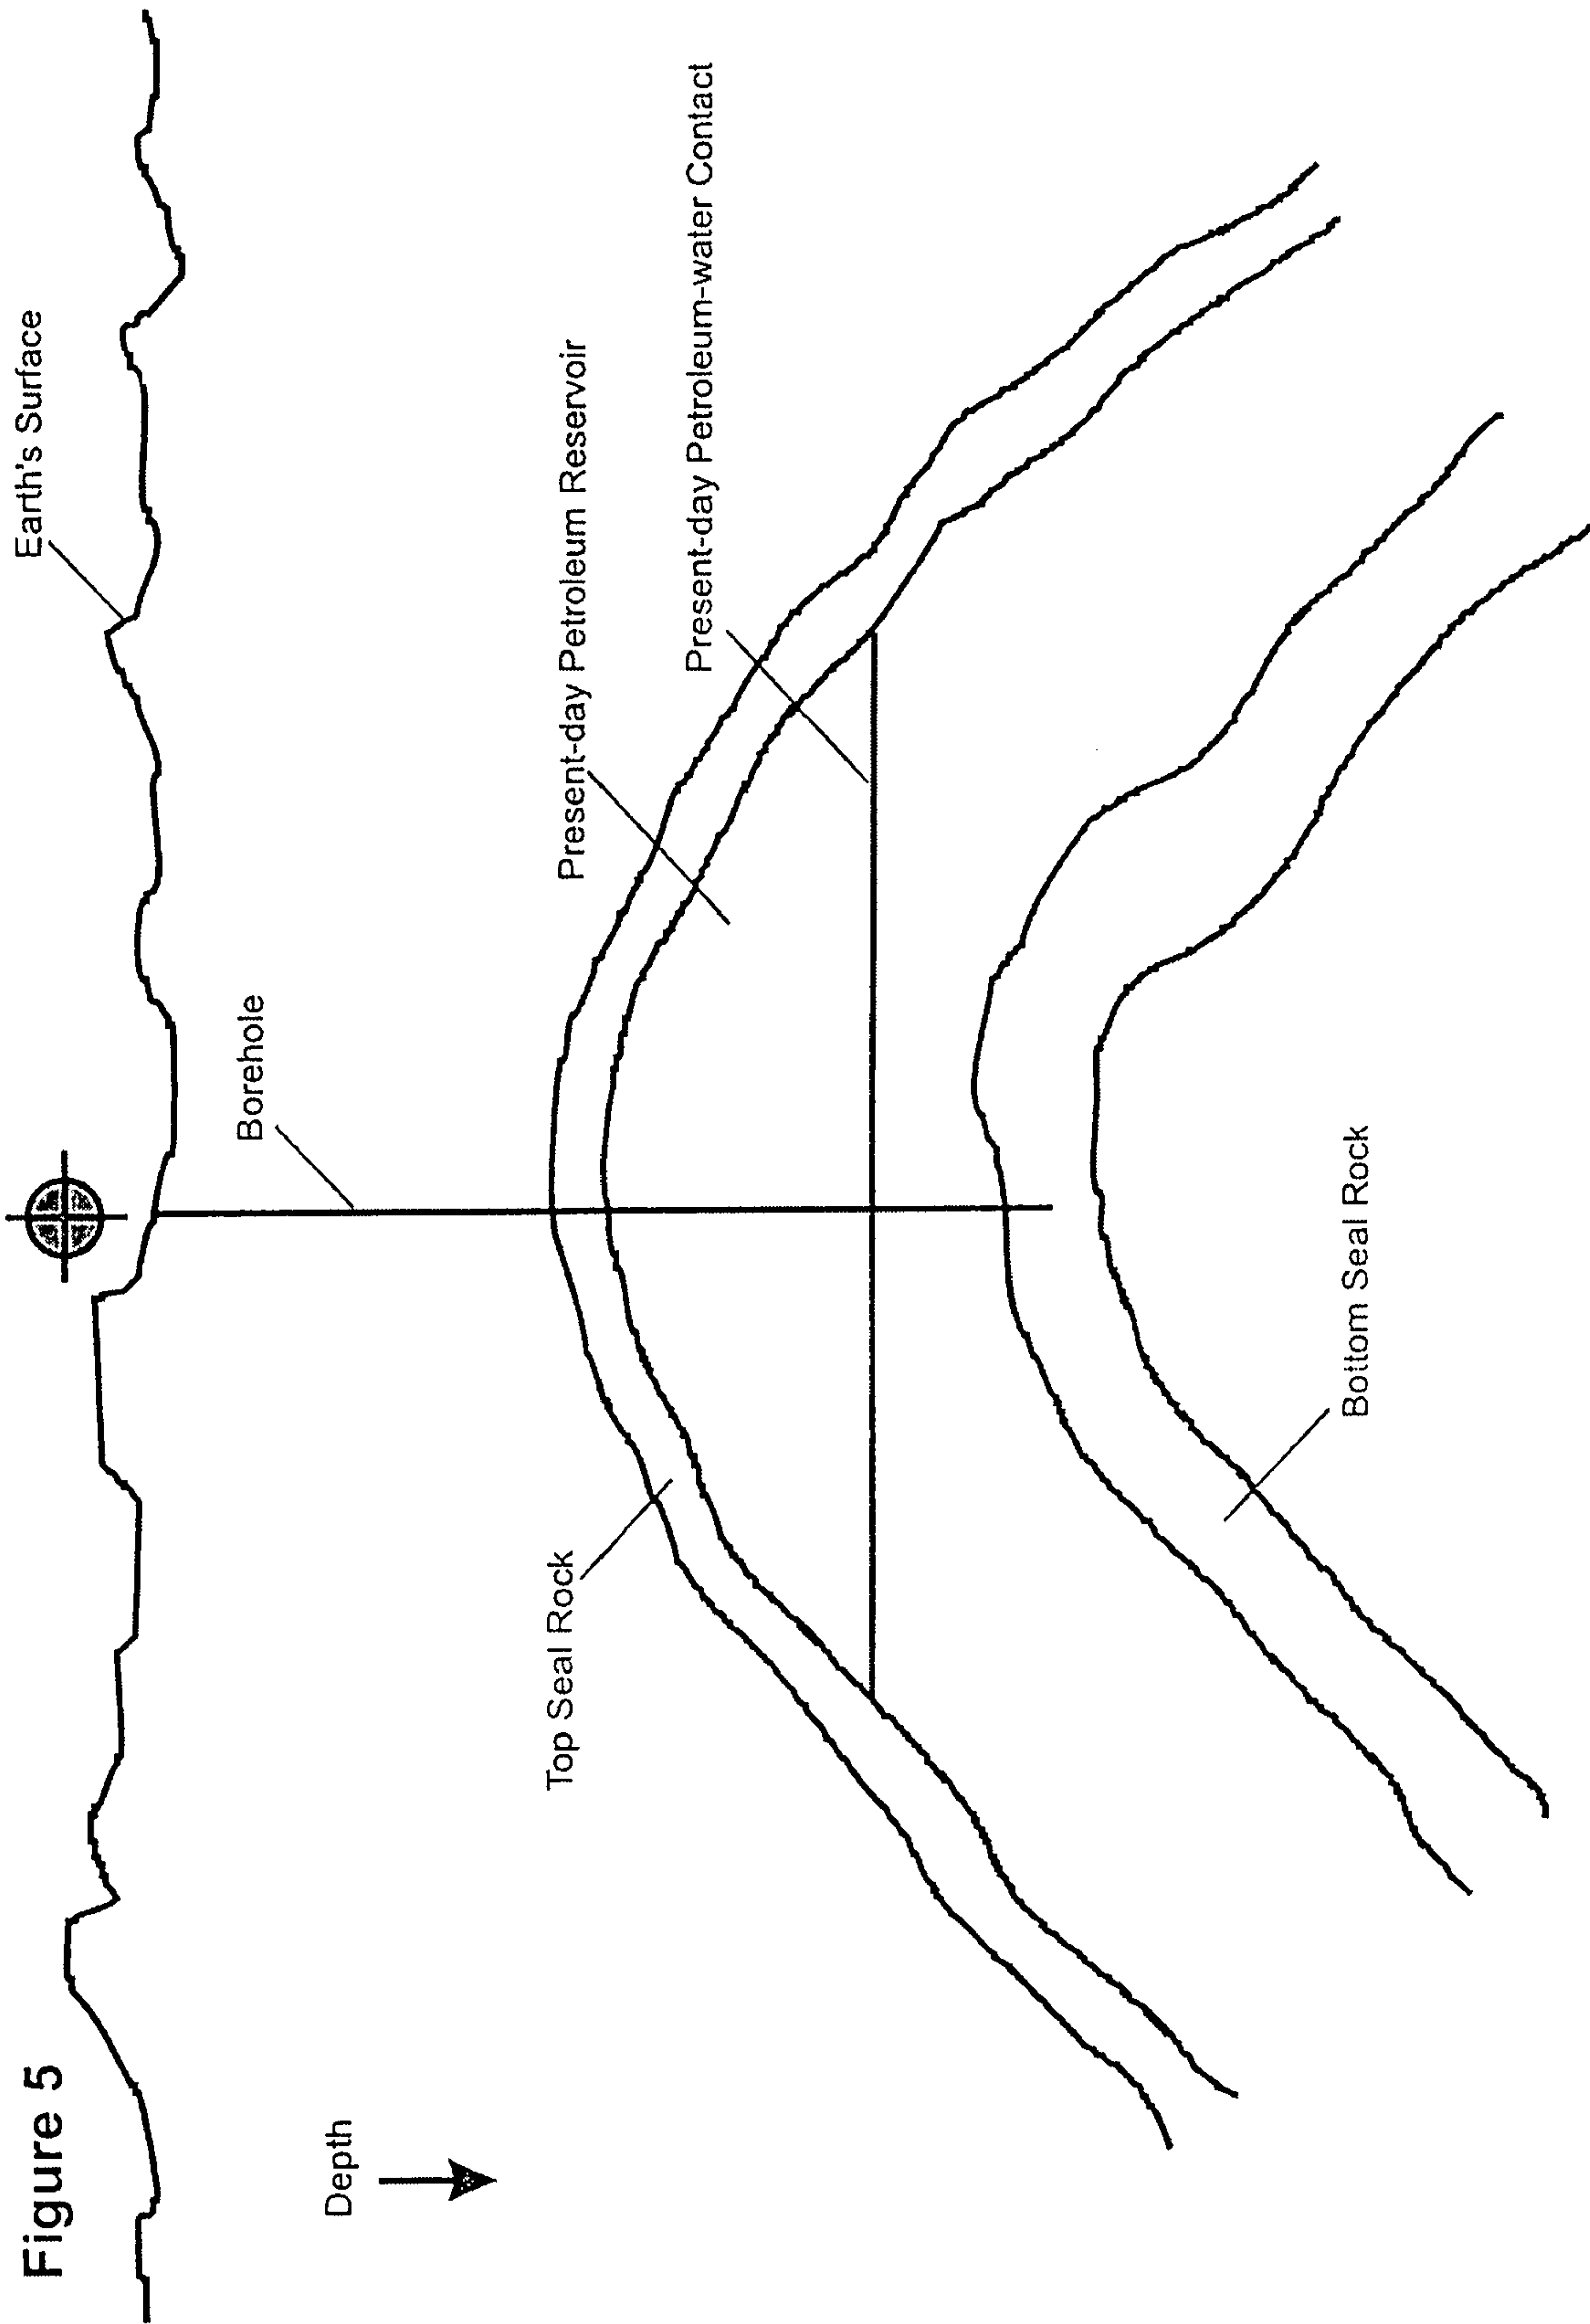 Figure 5
Earth's Surface
Depth
Borehole
Top Seal Rock
Present-day Petroleum Reservoir
Present-day Petroleum-water Contact
Bottom Seal Rock